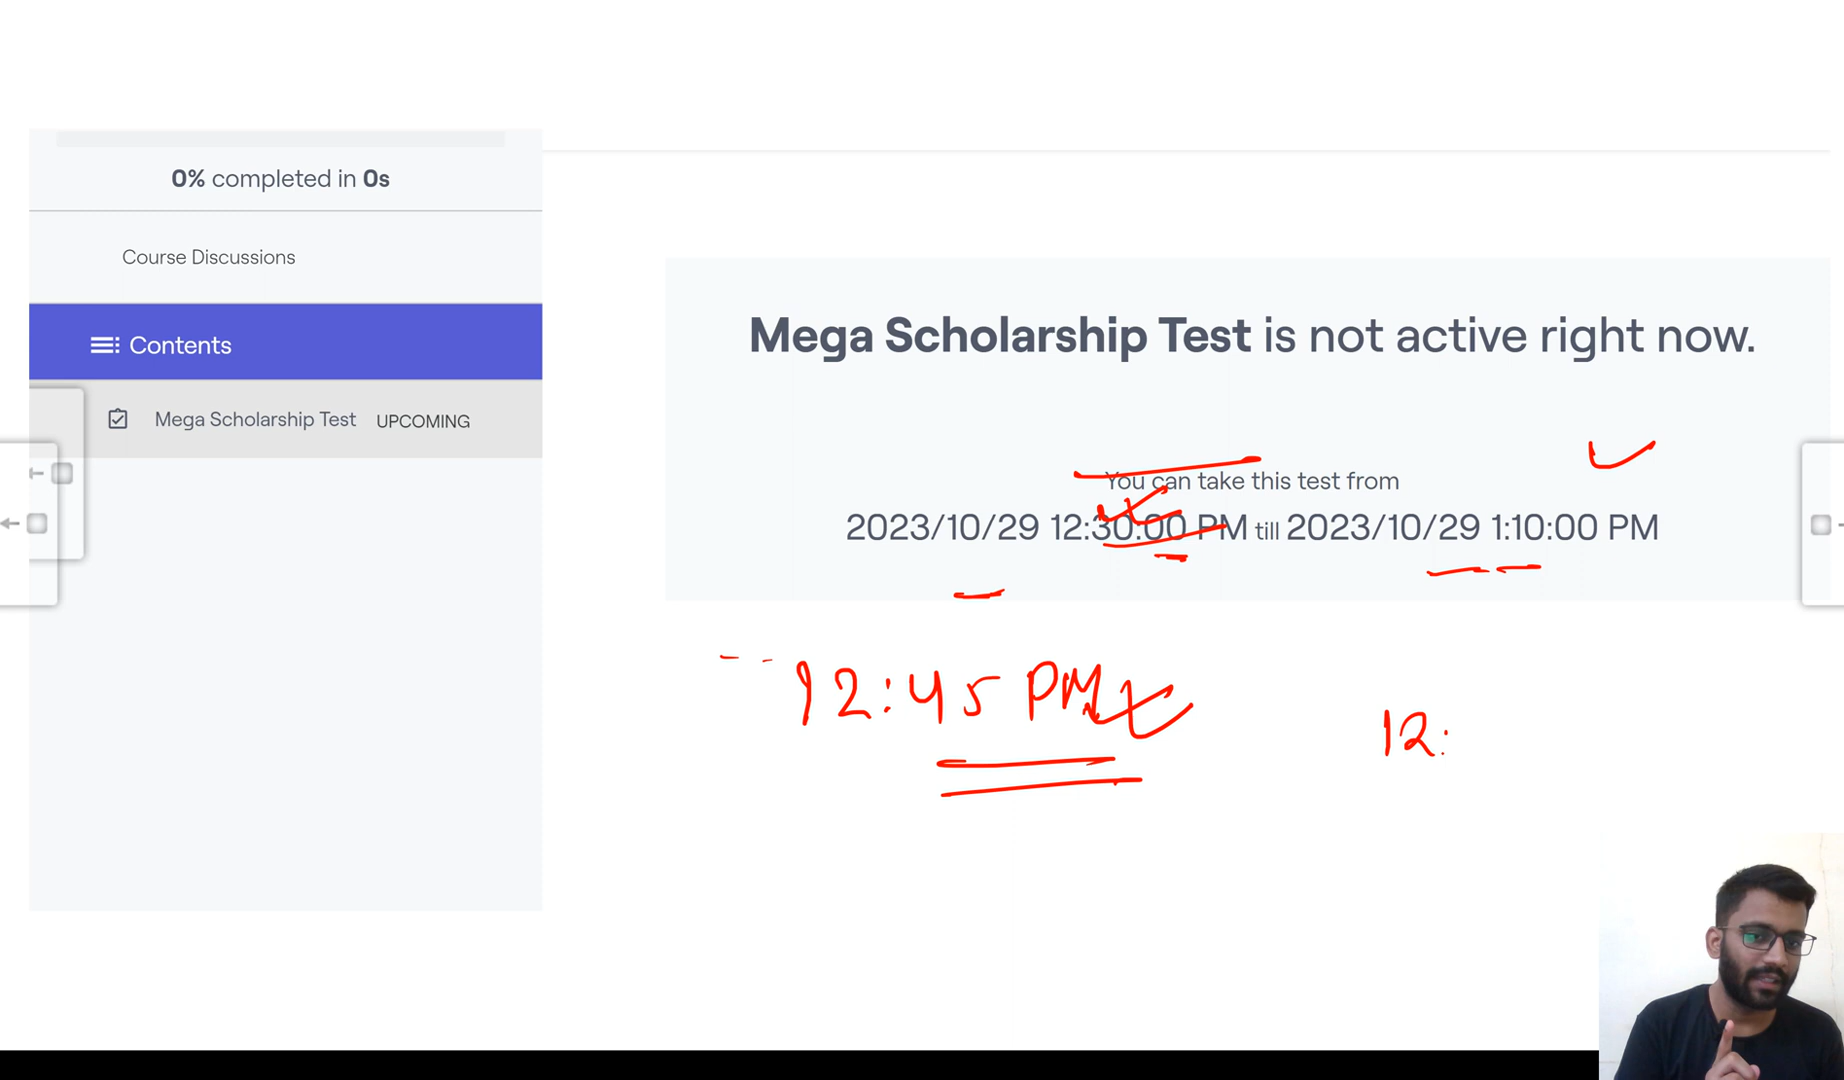 0% completed in 0s
Course Discussions
Contents
Mega Scholarship Test UPCOMING
Mega Scholarship Test is not active right now.
You can take this test from
2023/10/29 12:30:00 PM till 2023/10/29 1:10:00 PM
12:45 PM
12: